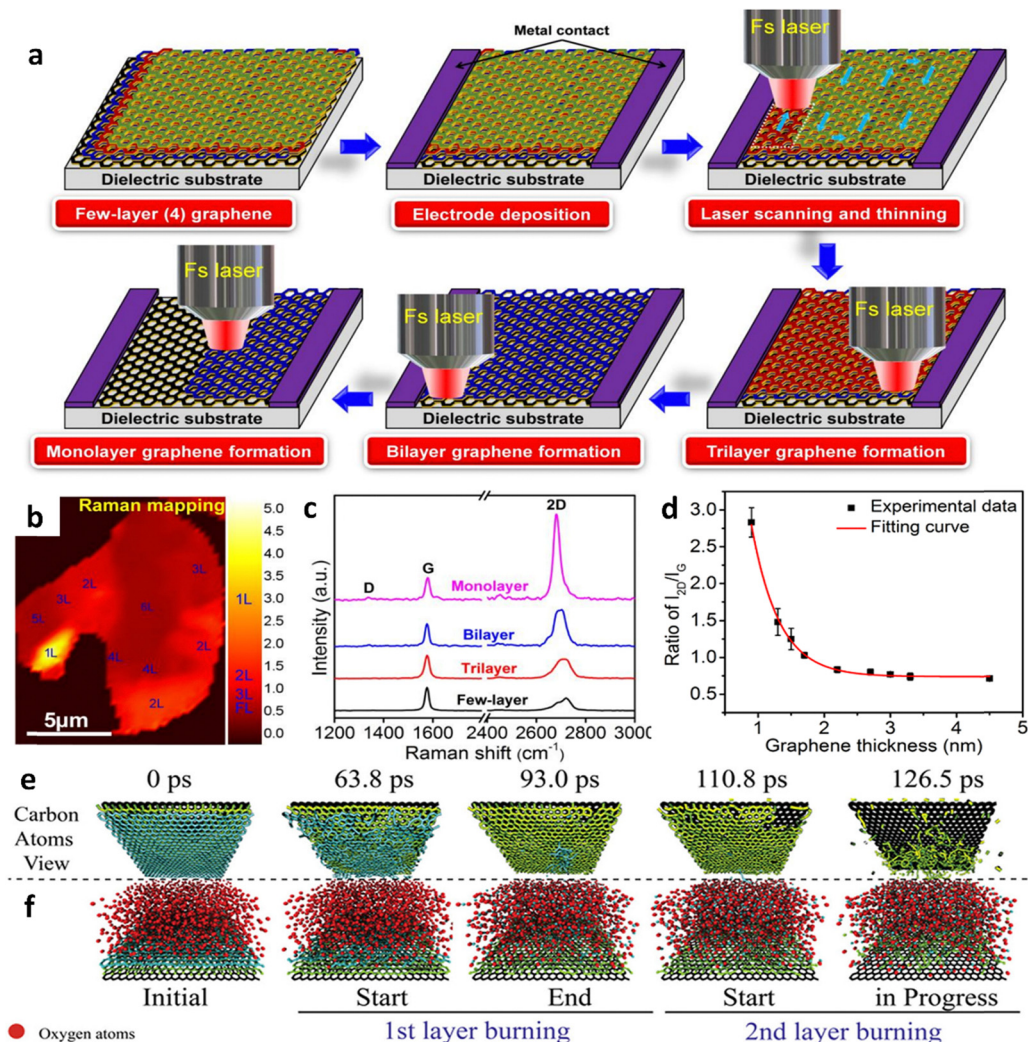 a
Metal contact
Fs laser
Dielectric substrate
Dielectric substrate
Dielectric substrate
Few-layer (4) graphene
Electrode deposition
Laser scanning and thinning
Fs laser
Fs laser
Fs laser
Dielectric substrate
Dielectric substrate
Dielectric substrate
Monolayer graphene formation
Bilayer graphene formation
Trilayer graphene formation
b
Raman mapping
3L
2L
3L
5L
6L
1L
4L
4L
2L
2L
5µm
5.0
4.5
4.0
3.5
3.0
1L
2.5
2.0
1.5
2L
1.0
3L
FL
0.5
0.0
c
2D
D
G
Monolayer
Bilayer
Trilayer
Few-layer
Intensity (a.u.)
1200 1400 1600 2400 2600 2800 3000
Raman shift (cm⁻¹)
d
Experimental data
Fitting curve
Ratio of I2D/IG
3.0
2.5
2.0
1.5
1.0
0.5
1 2 3 4 5
Graphene thickness (nm)
e
0 ps 63.8 ps 93.0 ps 110.8 ps 126.5 ps
Carbon
Atoms
View
f
Initial Start End Start in Progress
1st layer burning 2nd layer burning
Oxygen atoms